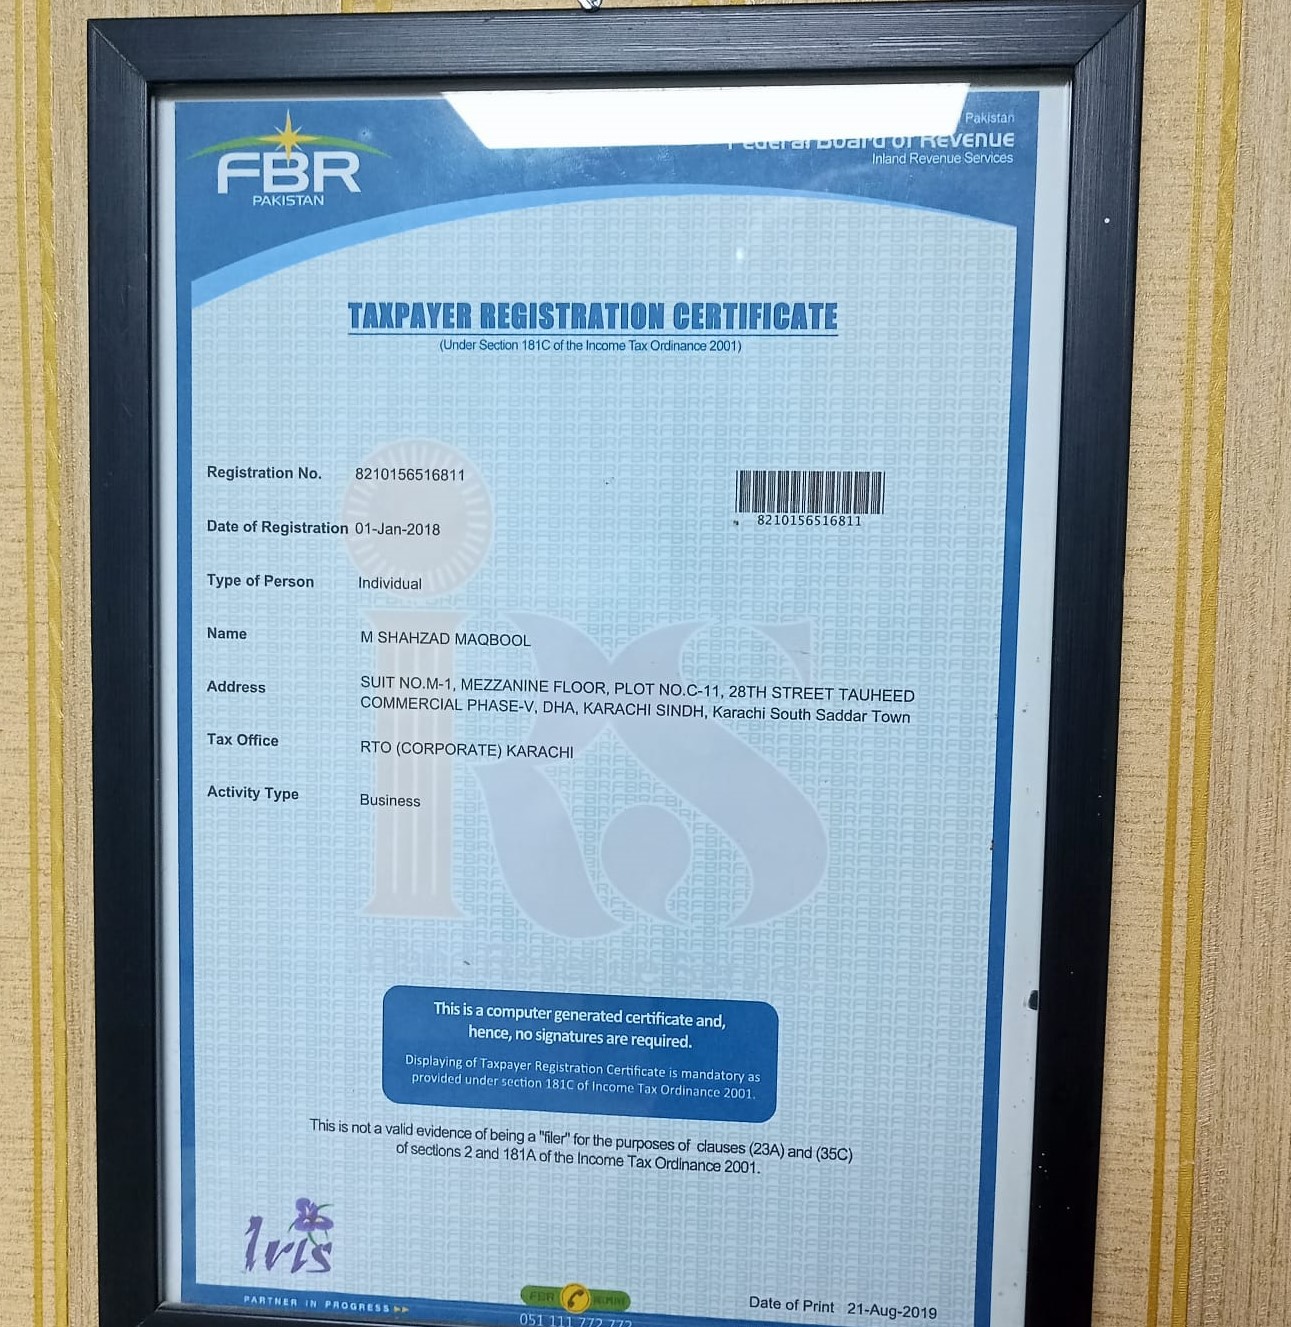 FBR
PAKISTAN
Pakistan
Federal Board of Revenue
Inland Revenue Services
TAXPAYER REGISTRATION CERTIFICATE
(Under Section 181C of the Income Tax Ordinance 2001)
Registration No. 8210156516811
8210156516811
Date of Registration 01-Jan-2018
Type of Person Individual
Name M SHAHZAD MAQBOOL
Address SUIT NO.M-1, MEZZANINE FLOOR, PLOT NO.C-11, 28TH STREET TAUHEED
COMMERCIAL PHASE-V, DHA, KARACHI SINDH, Karachi South Saddar Town
Tax Office RTO (CORPORATE) KARACHI
Activity Type Business
IRS
This is a computer generated certificate and,
hence, no signatures are required.
Displaying of Taxpayer Registration Certificate is mandatory as
provided under section 181C of Income Tax Ordinance 2001.
This is not a valid evidence of being a "filer" for the purposes of clauses (23A) and (35C)
of sections 2 and 181A of the Income Tax Ordinance 2001.
Iris
PARTNER IN PROGRESS
FBR
051 111 772 772
Date of Print 21-Aug-2019